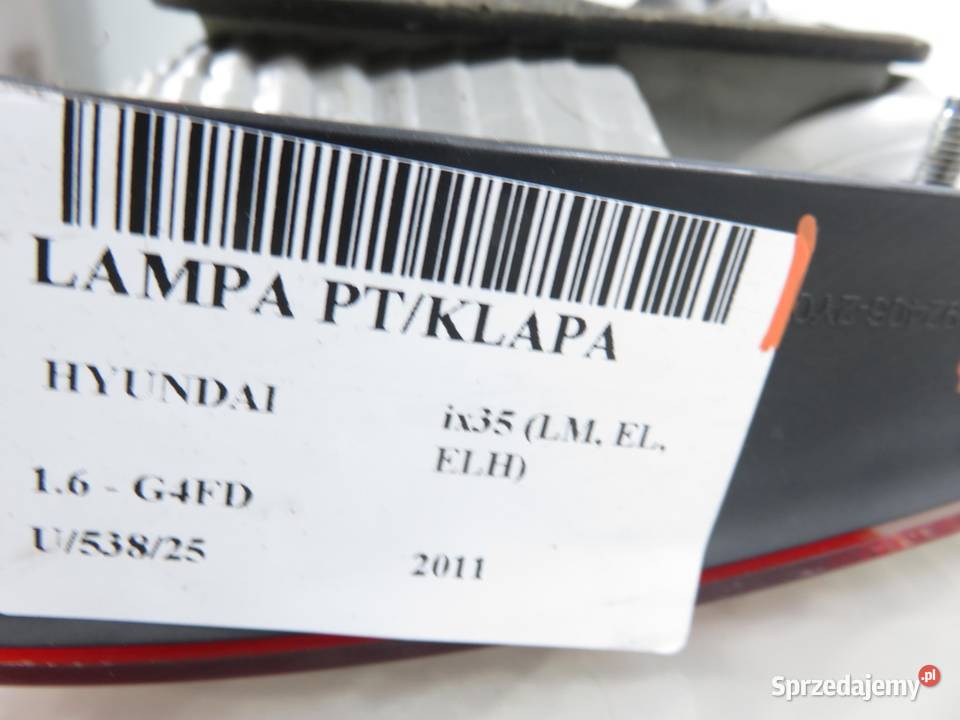 LAMPA PT/KLAPA
HYUNDAI
ix35 (LM, EL,
ELH)
1.6 - G4FD
U/538/25
2011
Sprzedajemy.pl